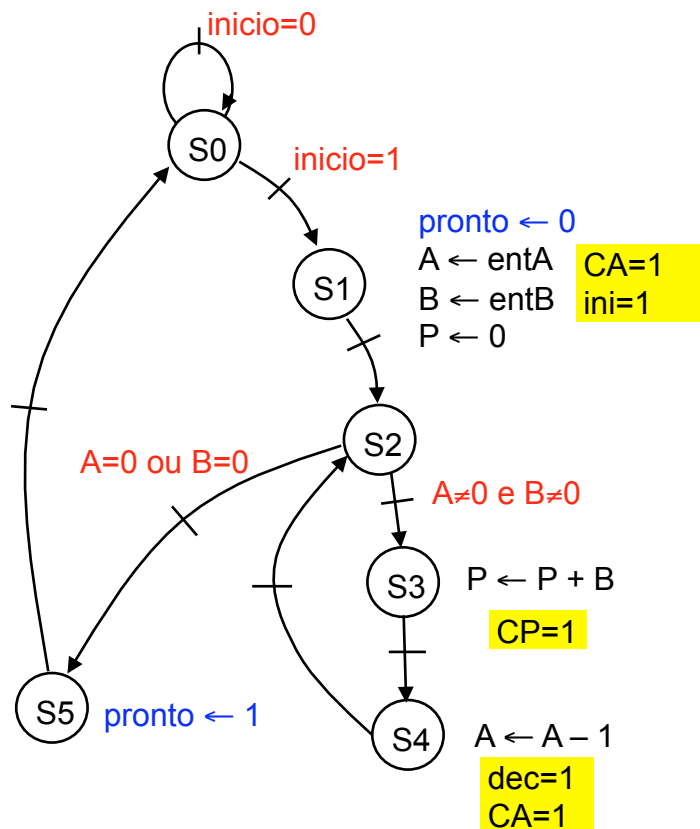 inicio=0
S0
inicio=1
pronto ← 0
A ← entA
CA=1
S1
B ← entB
ini=1
P ← 0
S2
A=0 ou B=0
A≠0 e B≠0
S3
P ← P + B
CP=1
S5
pronto ← 1
S4
A ← A – 1
dec=1
CA=1